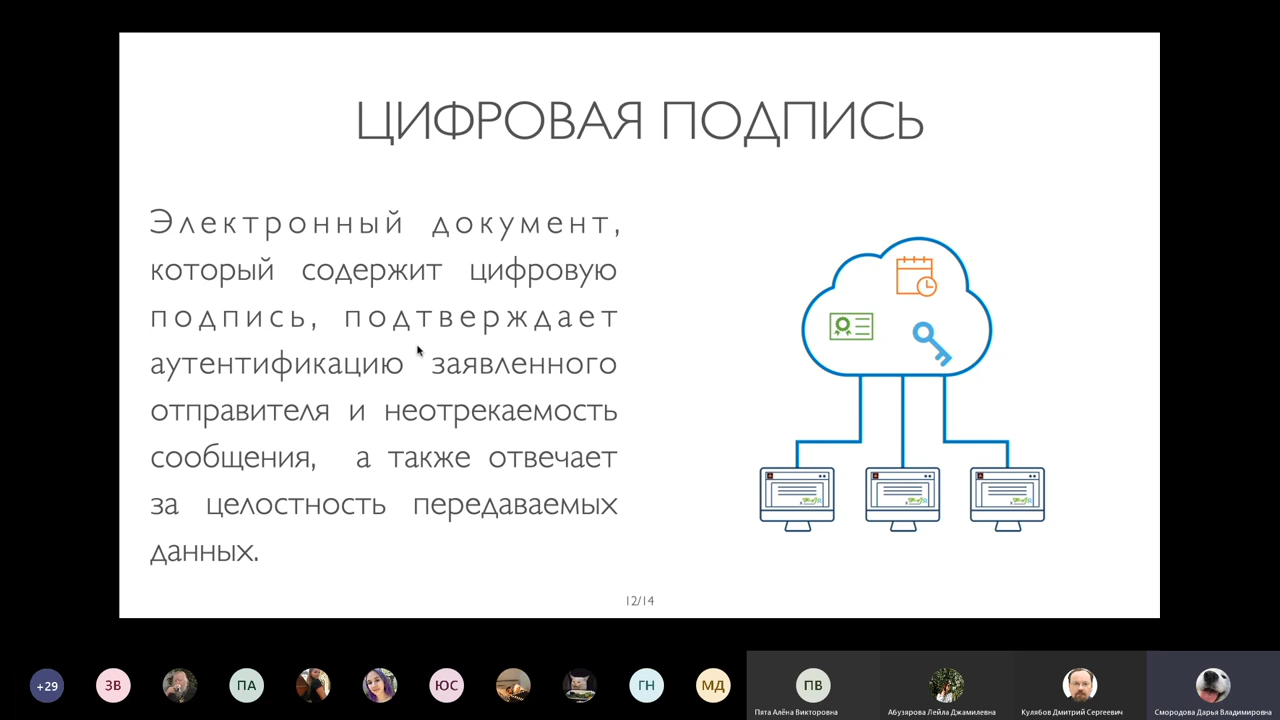 ЦИФРОВАЯ ПОДПИСЬ
Электронный документ,
который содержит цифровую
подпись, подтверждает
аутентификацию заявленного
отправителя и неотрекаемость
сообщения, а также отвечает
за целостность передаваемых
данных.
12/14
+29
ЗВ
ПА
ЮС
ГН
МД
ПВ
Пята Алёна Викторовна
Абузярова Лейла Джамилевна
Кулябов Дмитрий Сергеевич
Смородова Дарья Владимировна